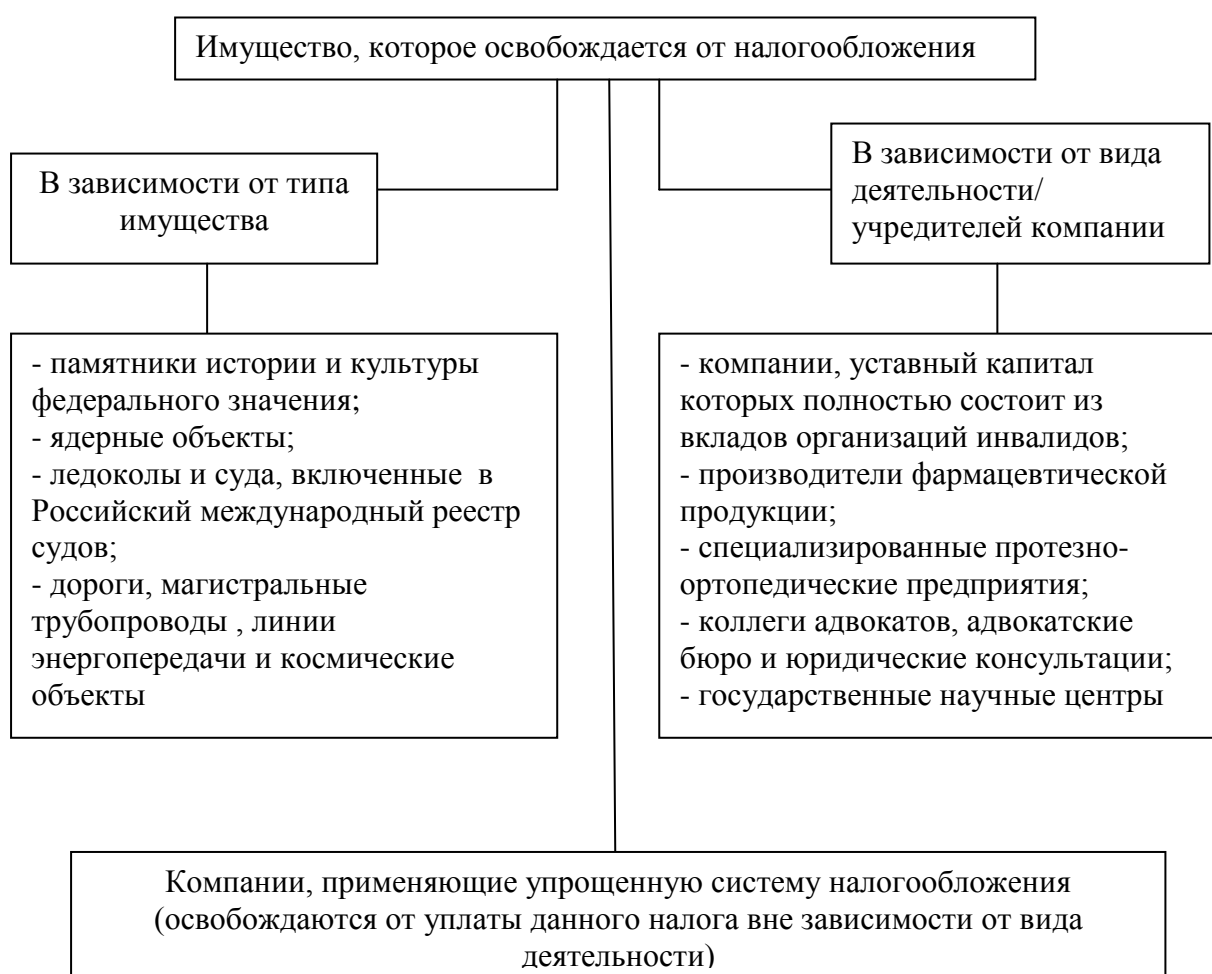 Имущество, которое освобождается от налогообложения
В зависимости от типа
имущества
В зависимости от вида
деятельности/
учредителей компании
- памятники истории и культуры
федерального значения;
- ядерные объекты;
- ледоколы и суда, включенные в
Российский международный реестр
судов;
- дороги, магистральные
трубопроводы , линии
энергопередачи и космические
объекты
- компании, уставный капитал
которых полностью состоит из
вкладов организаций инвалидов;
- производители фармацевтической
продукции;
- специализированные протезно-
ортопедические предприятия;
- коллеги адвокатов, адвокатские
бюро и юридические консультации;
- государственные научные центры
Компании, применяющие упрощенную систему налогообложения
(освобождаются от уплаты данного налога вне зависимости от вида
деятельности)